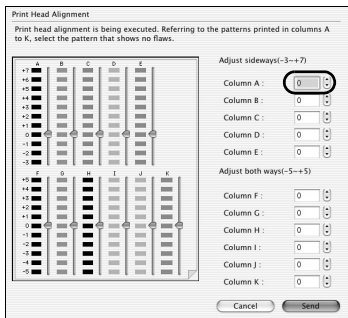 Print Head Alignment
Print head alignment is being executed. Referring to the patterns printed in columns A
to K, select the pattern that shows no flaws.
A B C D E
+7
+6
+5
+4
+3
+2
+1
0
-1
-2
-3
F G H I J K
+5
+4
+3
+2
+1
0
-1
-2
-3
-4
-5
Adjust sideways(-3~+7)
Column A : 0
Column B : 0
Column C : 0
Column D : 0
Column E : 0
Adjust both ways(-5~+5)
Column F : 0
Column G : 0
Column H : 0
Column I : 0
Column J : 0
Column K : 0
Cancel Send